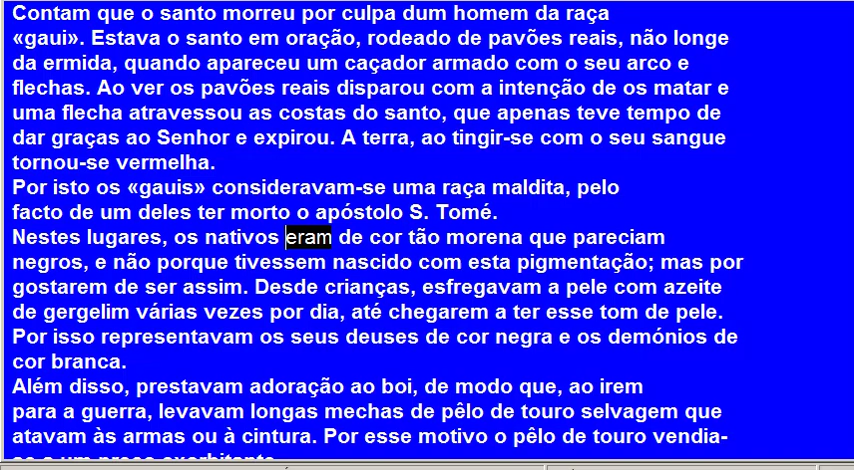 Contam que o santo morreu por culpa dum homem da raça
«gaui». Estava o santo em oração, rodeado de pavões reais, não longe
da ermida, quando apareceu um caçador armado com o seu arco e
flechas. Ao ver os pavões reais disparou com a intenção de os matar e
uma flecha atravessou as costas do santo, que apenas teve tempo de
dar graças ao Senhor e expirou. A terra, ao tingir-se com o seu sangue
tornou-se vermelha.
Por isto os «gauis» consideravam-se uma raça maldita, pelo
facto de um deles ter morto o apóstolo S. Tomé.
Nestes lugares, os nativos eram de cor tão morena que pareciam
negros, e não porque tivessem nascido com esta pigmentação; mas por
gostarem de ser assim. Desde crianças, esfregavam a pele com azeite
de gergelim várias vezes por dia, até chegarem a ter esse tom de pele.
Por isso representavam os seus deuses de cor negra e os demónios de
cor branca.
Além disso, prestavam adoração ao boi, de modo que, ao irem
para a guerra, levavam longas mechas de pêlo de touro selvagem que
atavam às armas ou à cintura. Por esse motivo o pêlo de touro vendia-
se a um preço exorbitante